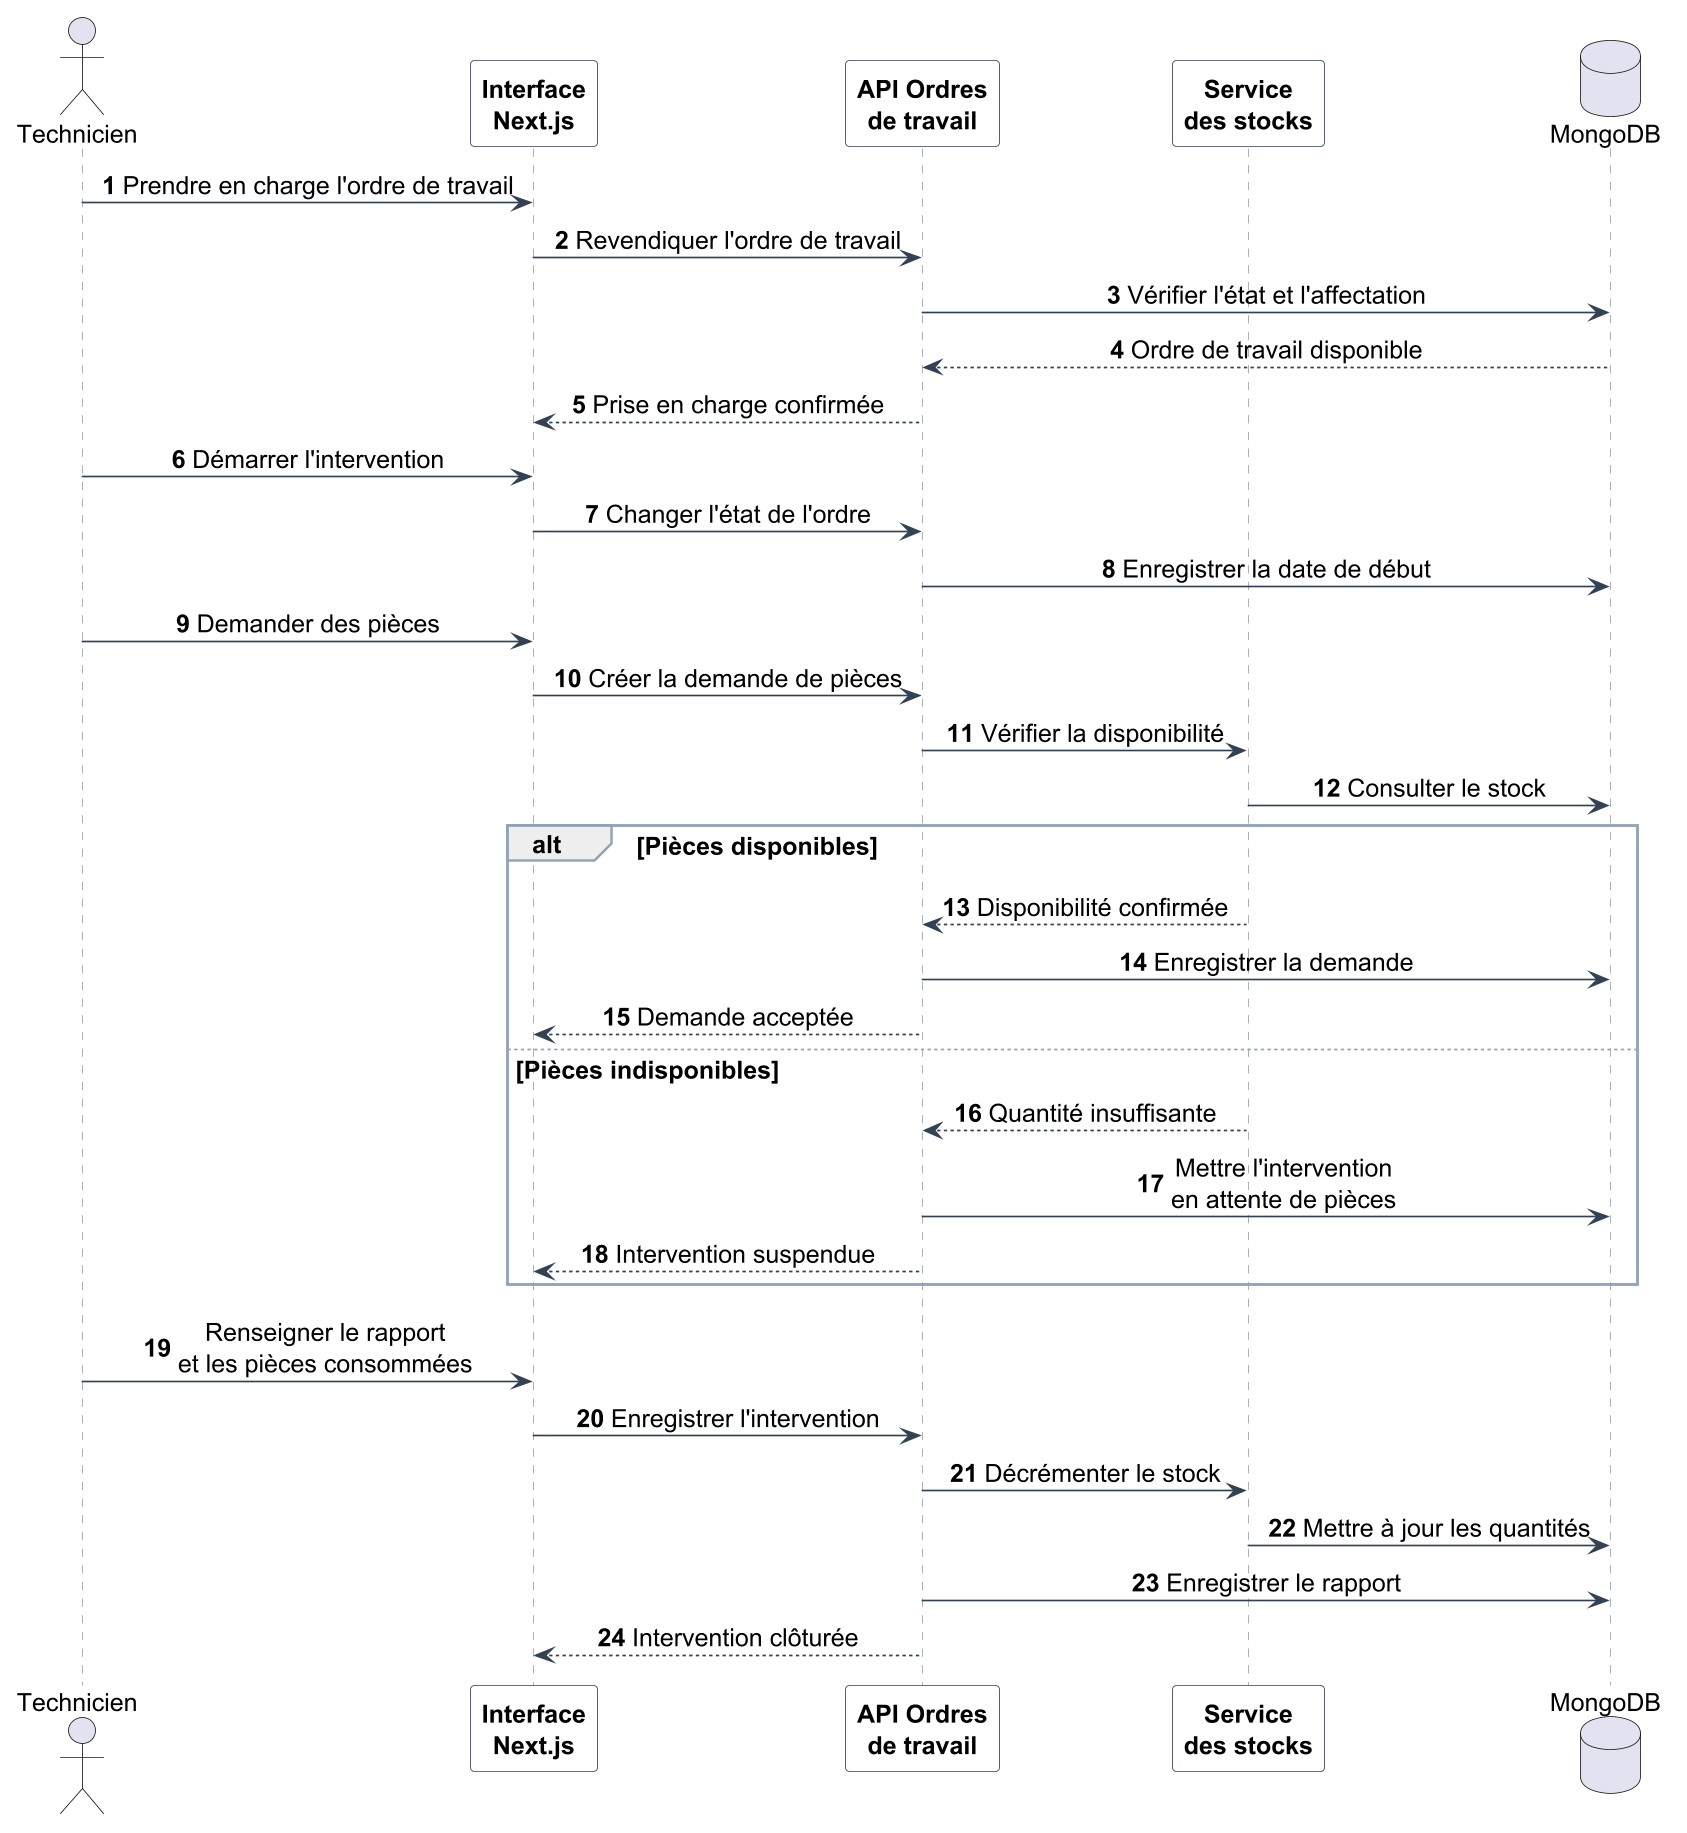 Technicien
Interface
Next.js
API Ordres
de travail
Service
des stocks
MongoDB
1 Prendre en charge l'ordre de travail
2 Revendiquer l'ordre de travail
3 Vérifier l'état et l'affectation
4 Ordre de travail disponible
5 Prise en charge confirmée
6 Démarrer l'intervention
7 Changer l'état de l'ordre
8 Enregistrer la date de début
9 Demander des pièces
10 Créer la demande de pièces
11 Vérifier la disponibilité
12 Consulter le stock
alt [Pièces disponibles]
13 Disponibilité confirmée
14 Enregistrer la demande
15 Demande acceptée
[Pièces indisponibles]
16 Quantité insuffisante
17 Mettre l'intervention
en attente de pièces
18 Intervention suspendue
19 Renseigner le rapport
et les pièces consommées
20 Enregistrer l'intervention
21 Décrémenter le stock
22 Mettre à jour les quantités
23 Enregistrer le rapport
24 Intervention clôturée
Technicien
Interface
Next.js
API Ordres
de travail
Service
des stocks
MongoDB